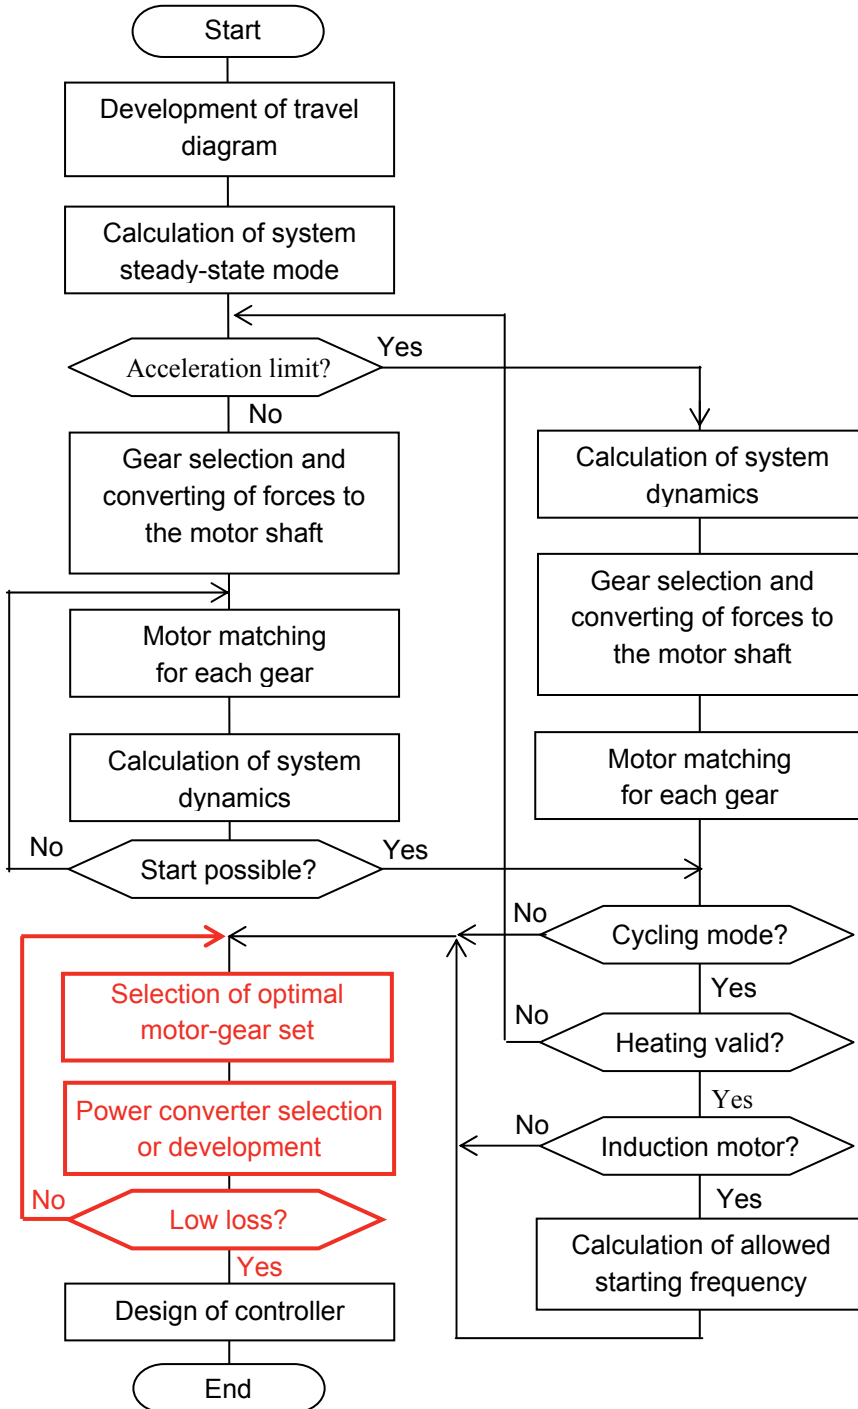 Start
Development of travel
diagram
Calculation of system
steady-state mode
Acceleration limit?
Yes
No
Gear selection and
converting of forces to
the motor shaft
Motor matching
for each gear
Calculation of system
dynamics
No
Start possible?
Yes
Calculation of system
dynamics
Gear selection and
converting of forces to
the motor shaft
Motor matching
for each gear
No
Cycling mode?
Yes
No
Heating valid?
Yes
No
Induction motor?
Yes
Calculation of allowed
starting frequency
Selection of optimal
motor-gear set
Power converter selection
or development
No
Low loss?
Yes
Design of controller
End